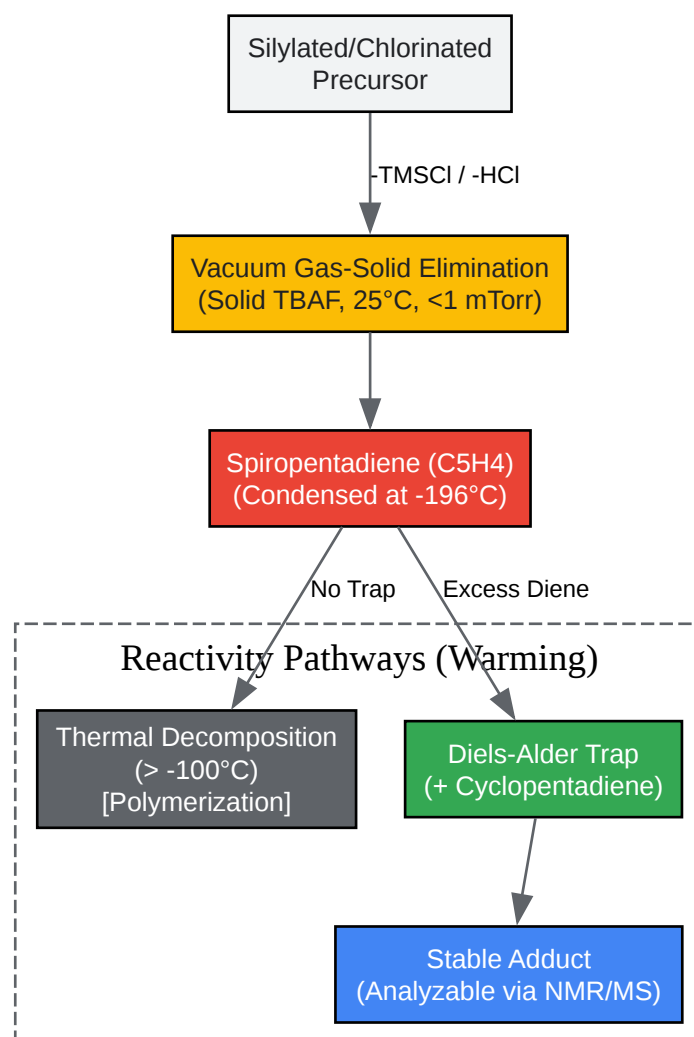 Silylated/Chlorinated
Precursor
-TMSCl / -HCl
Vacuum Gas-Solid Elimination
(Solid TBAF, 25°C, <1 mTorr)
Spiropentadiene (C5H4)
(Condensed at -196°C)
No Trap
Excess Diene
Reactivity Pathways (Warming)
Thermal Decomposition
(> -100°C)
[Polymerization]
Diels-Alder Trap
(+ Cyclopentadiene)
Stable Adduct
(Analyzable via NMR/MS)